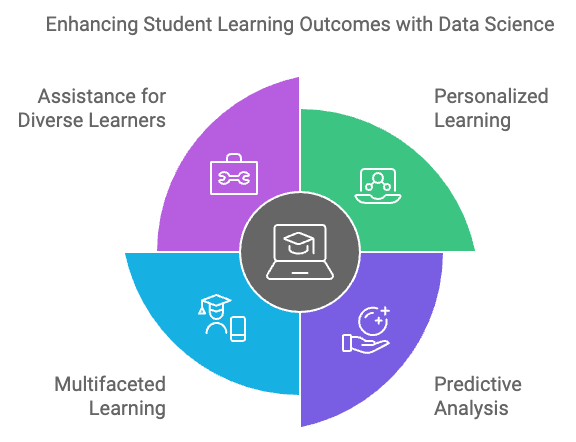 Enhancing Student Learning Outcomes with Data Science
Assistance for
Diverse Learners
Personalized
Learning
Multifaceted
Learning
Predictive
Analysis